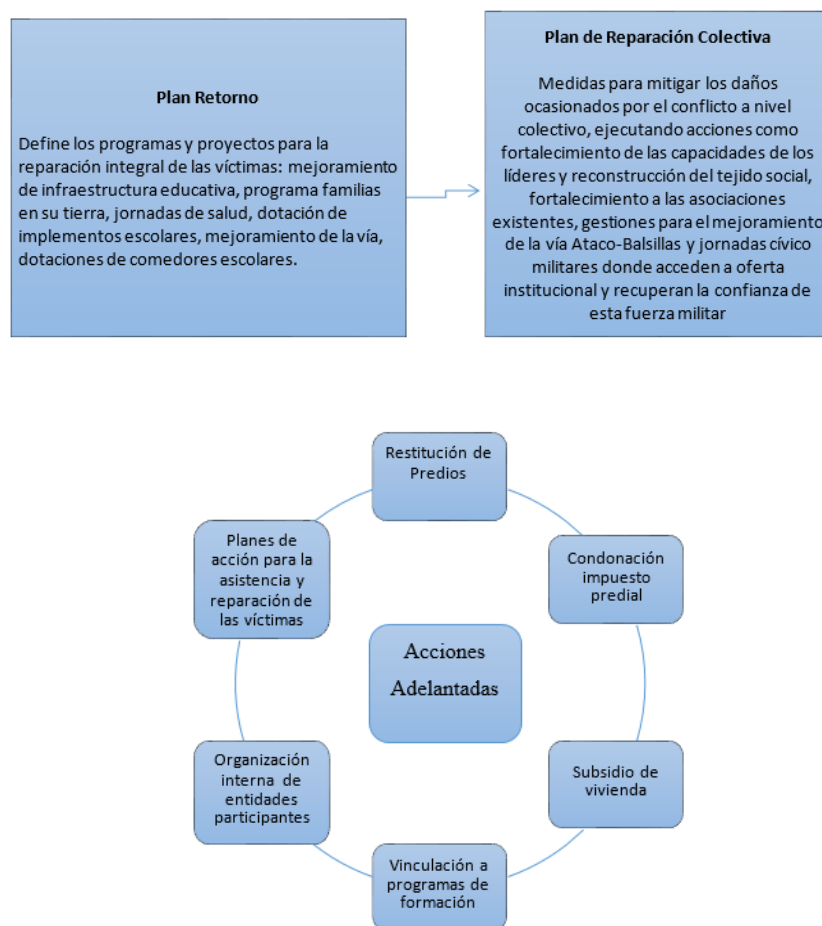 Plan Retorno
Define los programas y proyectos para la
reparación integral de las víctimas: mejoramiento
de infraestructura educativa, programa familias
en su tierra, jornadas de salud, dotación de
implementos escolares, mejoramiento de la vía,
dotaciones de comedores escolares.
Plan de Reparación Colectiva
Medidas para mitigar los daños
ocasionados por el conflicto a nivel
colectivo, ejecutando acciones como
fortalecimiento de las capacidades de los
líderes y reconstrucción del tejido social,
fortalecimiento a las asociaciones
existentes, gestiones para el mejoramiento
de la vía Ataco-Balsillas y jornadas cívico
militares donde acceden a oferta
institucional y recuperan la confianza de
esta fuerza militar
Restitución de
Predios
Condonación
impuesto
predial
Subsidio de
vivienda
Vinculación a
programas de
formación
Organización
interna de
entidades
participantes
Planes de
acción para la
asistencia y
reparación de
las víctimas
Acciones
Adelantadas